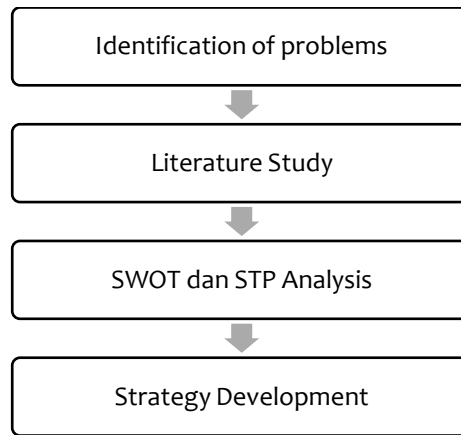 Identification of problems
Literature Study
SWOT dan STP Analysis
Strategy Development